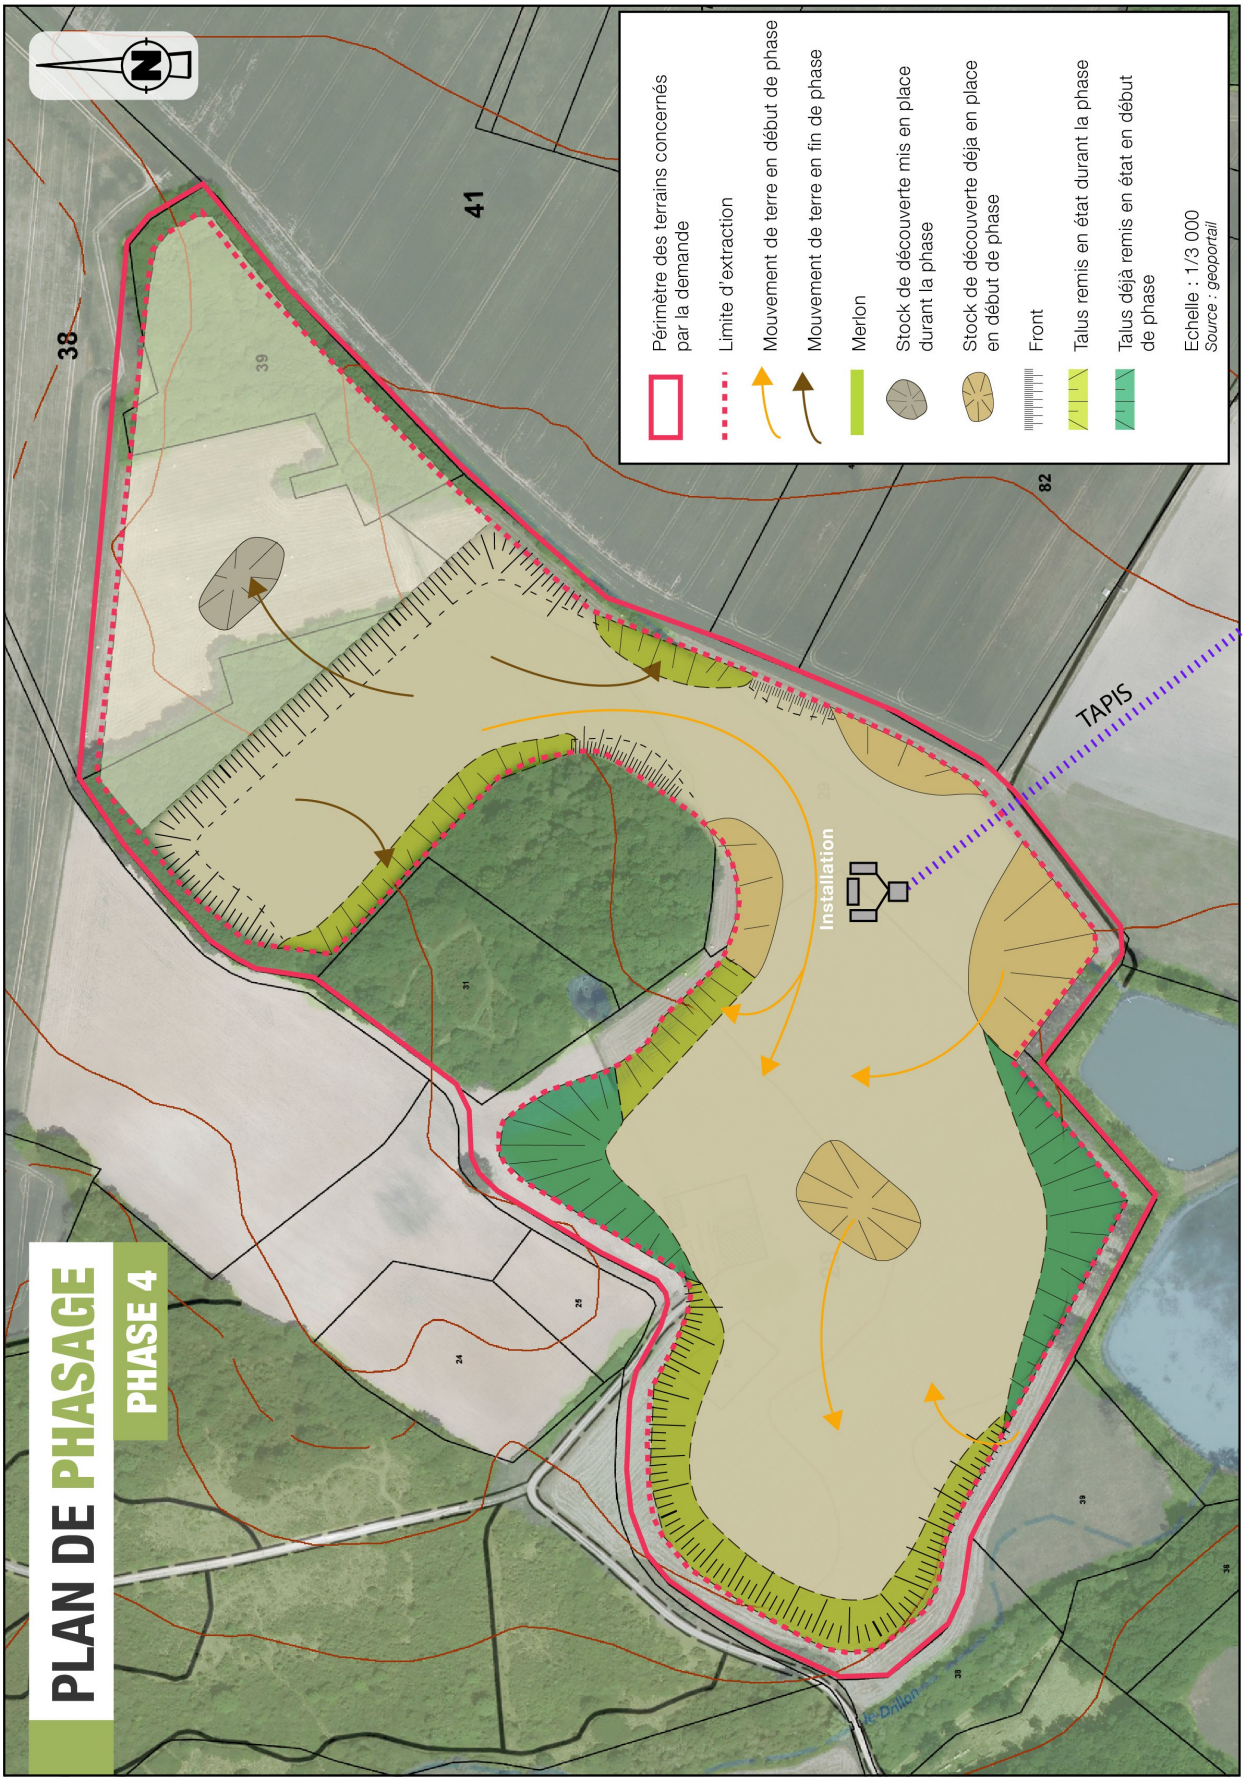 PLAN DE PHASAGE
PHASE 4
N
38
39
41
31
25
24
39
38
36
82
le Drillon
Installation
TAPIS
Périmètre des terrains concernés
par la demande
Limite d'extraction
Mouvement de terre en début de phase
Mouvement de terre en fin de phase
Merlon
Stock de découverte mis en place
durant la phase
Stock de découverte déja en place
en début de phase
Front
Talus remis en état durant la phase
Talus déjà remis en état en début
de phase
Echelle : 1/3 000
Source : geoportail